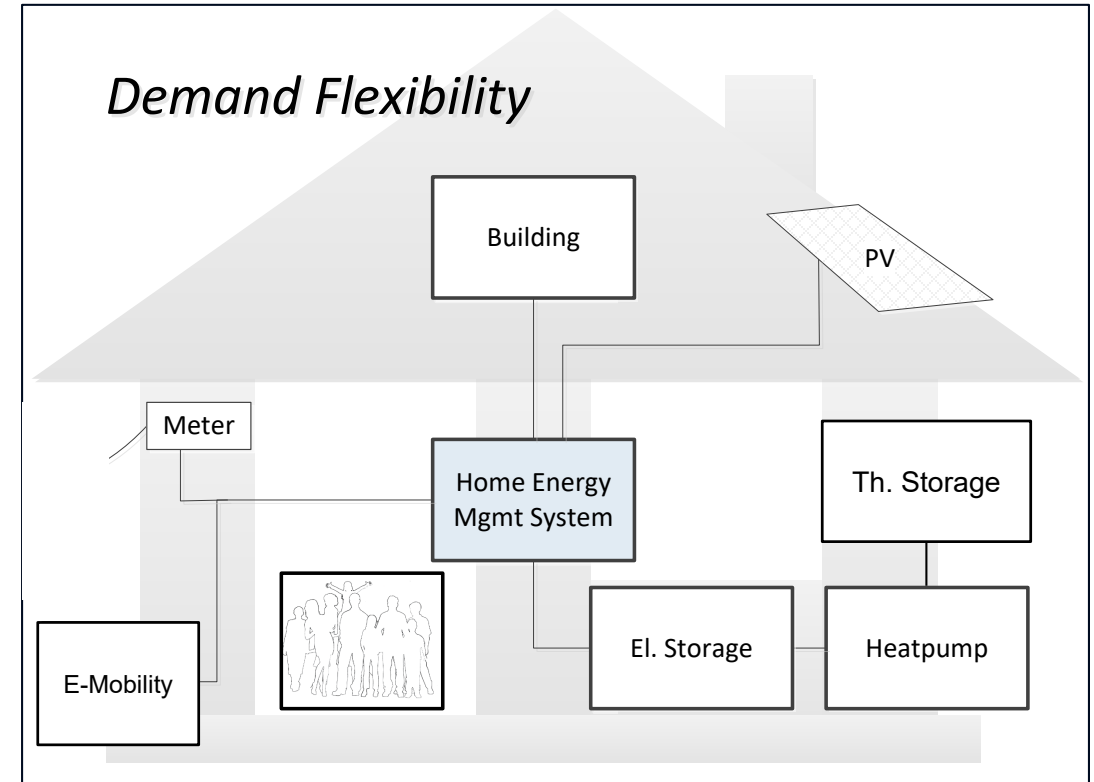 Demand Flexibility
Building
PV
Meter
Home Energy
Mgmt System
Th. Storage
E-Mobility
El. Storage
Heatpump